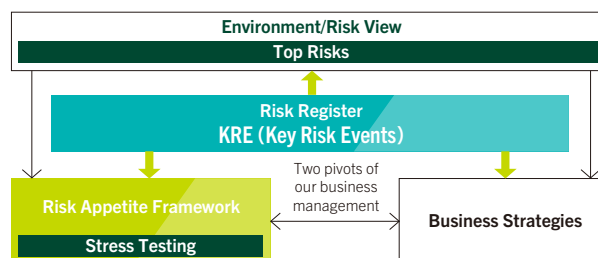 Environment/Risk View
Top Risks
Risk Register
KRE (Key Risk Events)
Two pivots of
our business
management
Risk Appetite Framework
Stress Testing
Business Strategies